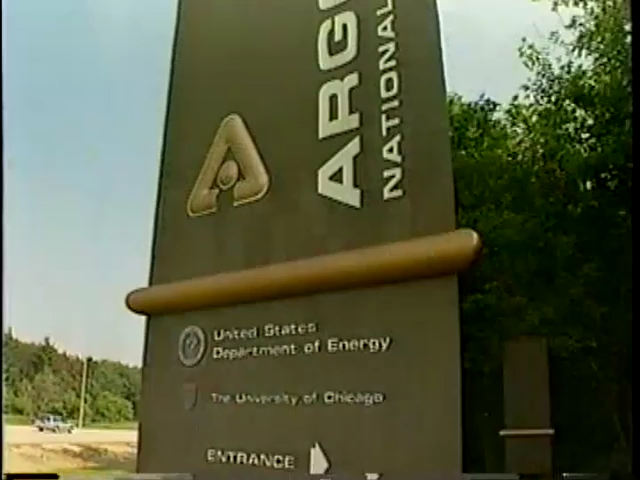 ARG
NATIONAL
United States
Department of Energy
The University of Chicago
ENTRANCE